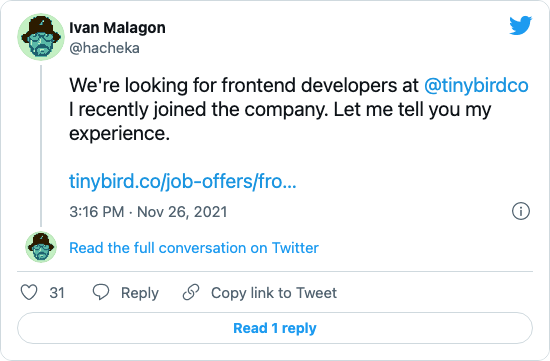 Ivan Malagon
@hacheka
We're looking for frontend developers at @tinybirdco
I recently joined the company. Let me tell you my
experience.
tinybird.co/job-offers/fro...
3:16 PM · Nov 26, 2021
Read the full conversation on Twitter
31 Reply Copy link to Tweet
Read 1 reply